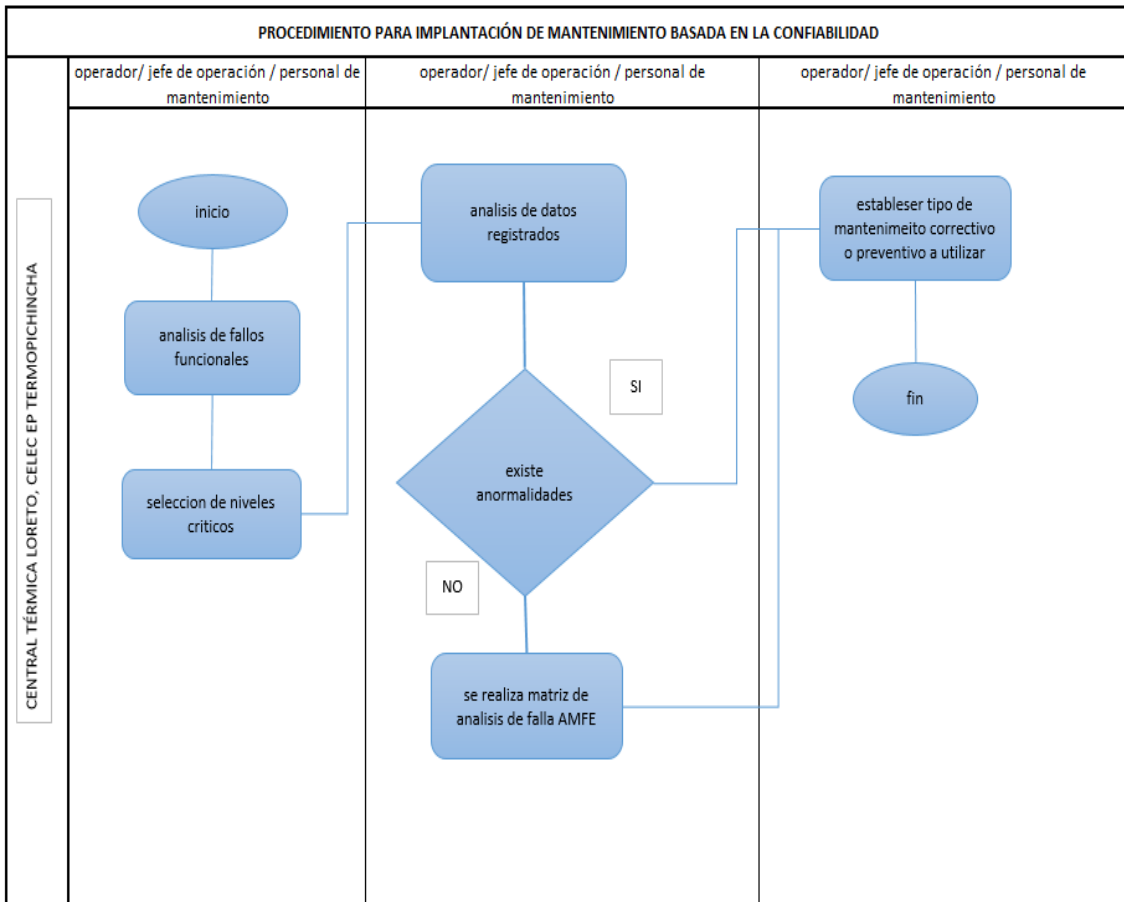 PROCEDIMIENTO PARA IMPLANTACIÓN DE MANTENIMIENTO BASADA EN LA CONFIABILIDAD
operador/ jefe de operación / personal de
mantenimiento
operador/ jefe de operación / personal de
mantenimiento
operador/ jefe de operación / personal de
mantenimiento
CENTRAL TÉRMICA LORETO, CELEC EP TERMOPICHINCHA
inicio
analisis de fallos
funcionales
seleccion de niveles
criticos
analisis de datos
registrados
SI
existe
anormalidades
NO
se realiza matriz de
analisis de falla AMFE
estableser tipo de
mantenimeito correctivo
o preventivo a utilizar
fin